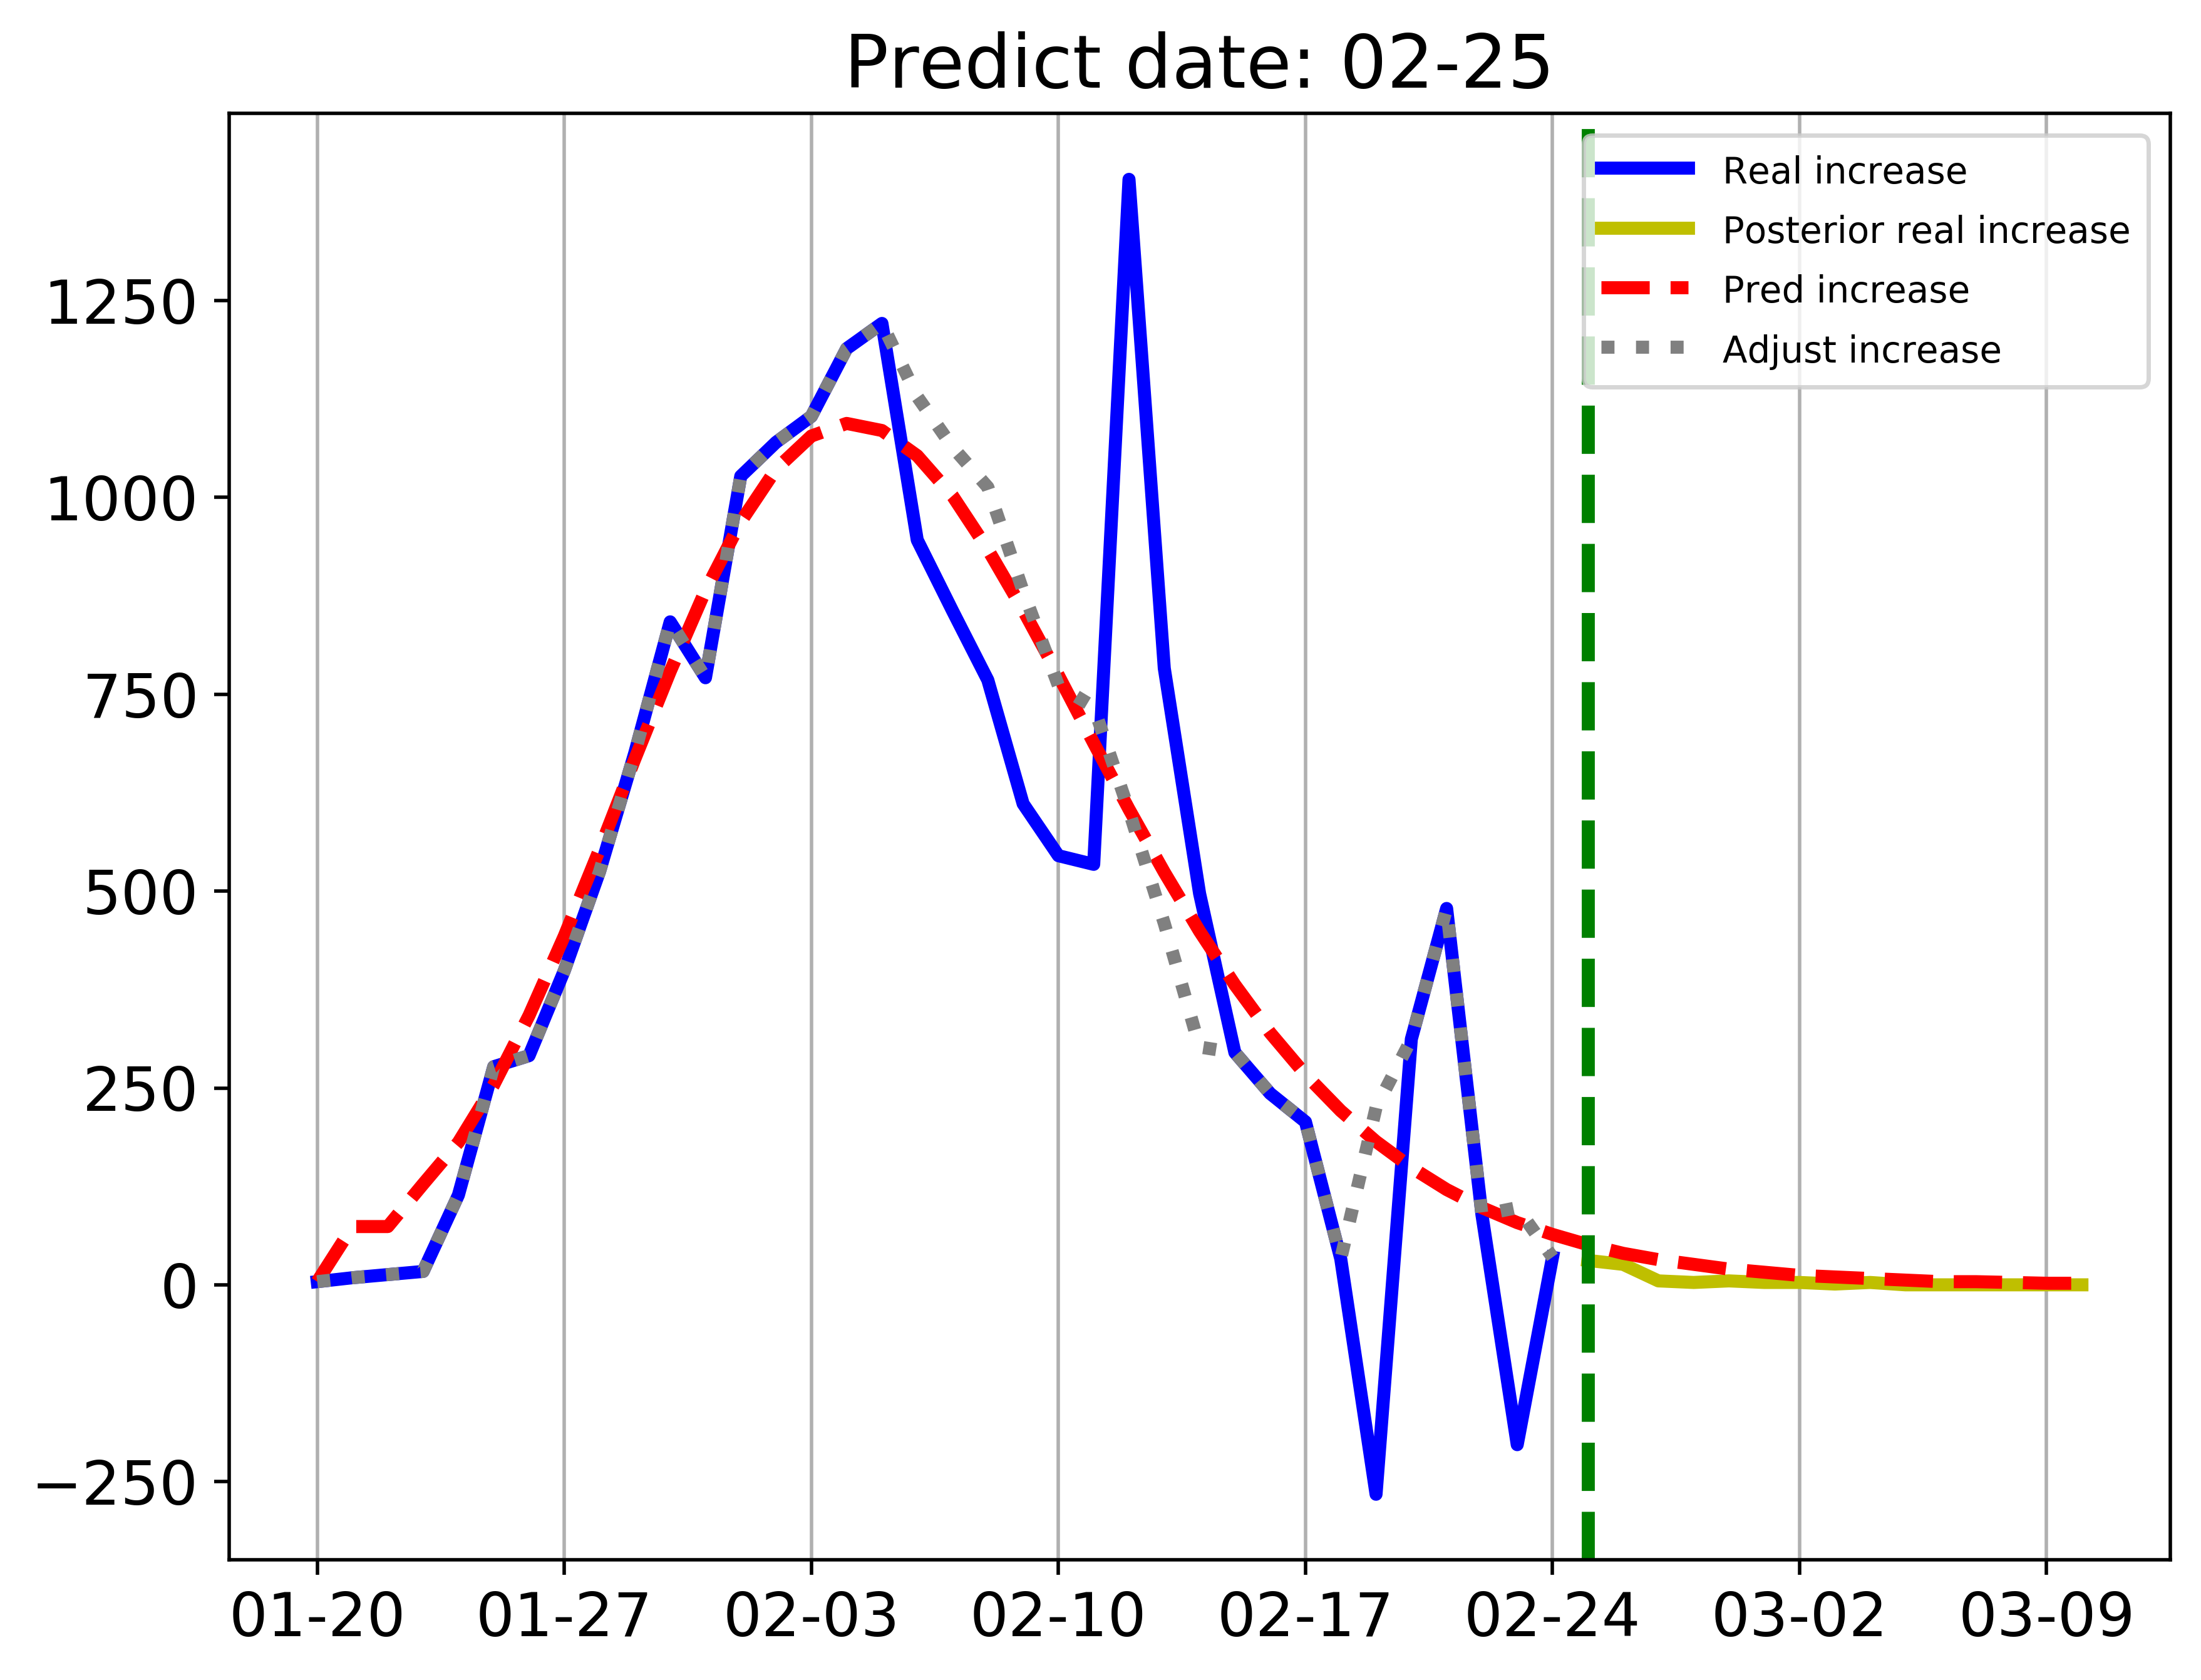 Predict date: 02-25
Real increase
Posterior real increase
Pred increase
Adjust increase
1250
1000
750
500
250
0
−250
01-20 01-27 02-03 02-10 02-17 02-24 03-02 03-09